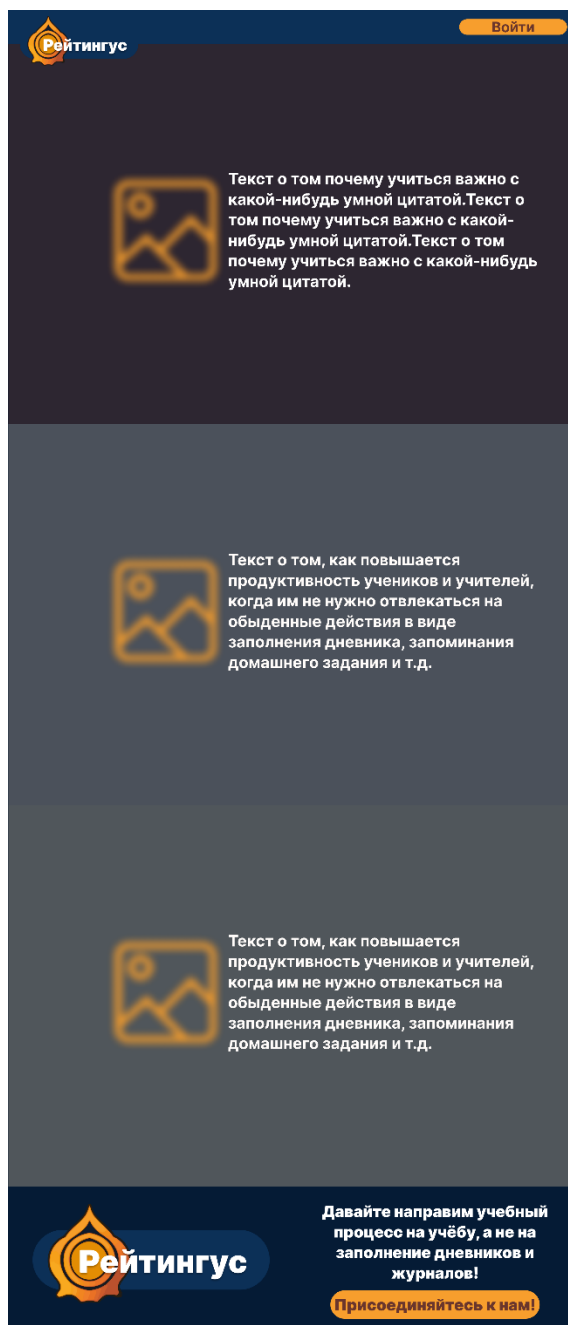 Рейтингус
Войти
Текст о том почему учиться важно с
какой-нибудь умной цитатой.Текст о
том почему учиться важно с какой-
нибудь умной цитатой.Текст о том
почему учиться важно с какой-нибудь
умной цитатой.
Текст о том, как повышается
продуктивность учеников и учителей,
когда им не нужно отвлекаться на
обыденные действия в виде
заполнения дневника, запоминания
домашнего задания и т.д.
Текст о том, как повышается
продуктивность учеников и учителей,
когда им не нужно отвлекаться на
обыденные действия в виде
заполнения дневника, запоминания
домашнего задания и т.д.
Рейтингус
Давайте направим учебный
процесс на учёбу, а не на
заполнение дневников и
журналов!
Присоединяйтесь к нам!